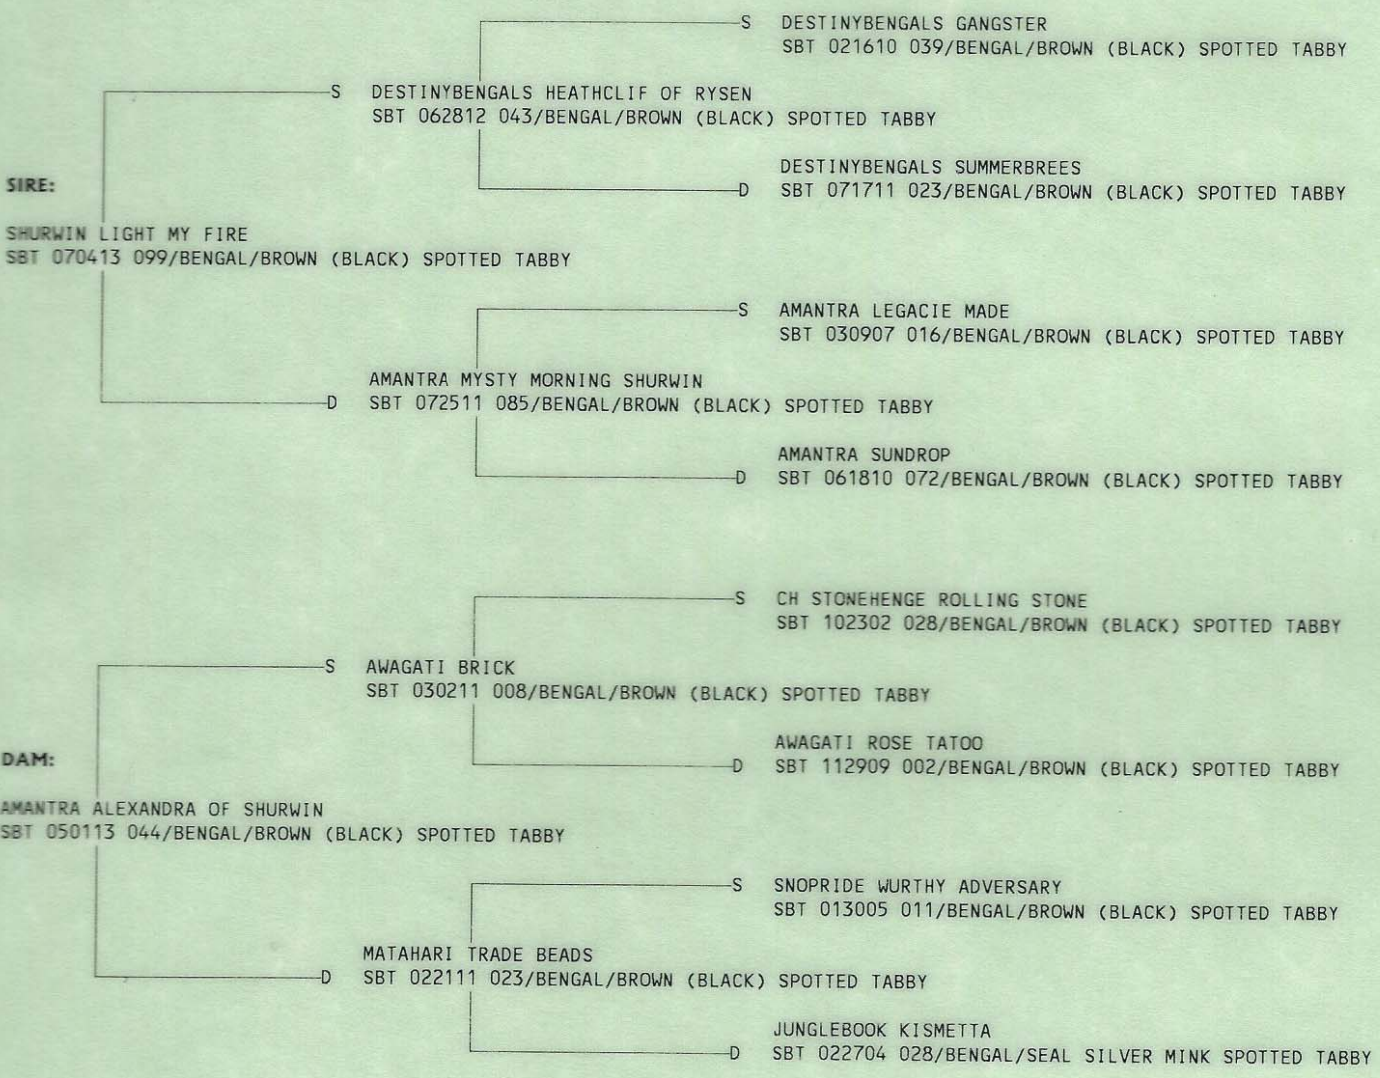 S DESTINYBENGALS GANGSTER
SBT 021610 039/BENGAL/BROWN (BLACK) SPOTTED TABBY
S DESTINYBENGALS HEATHCLIF OF RYSEN
SBT 062812 043/BENGAL/BROWN (BLACK) SPOTTED TABBY
DESTINYBENGALS SUMMERBREES
D SBT 071711 023/BENGAL/BROWN (BLACK) SPOTTED TABBY
SIRE:
SHURWIN LIGHT MY FIRE
SBT 070413 099/BENGAL/BROWN (BLACK) SPOTTED TABBY
S AMANTRA LEGACIE MADE
SBT 030907 016/BENGAL/BROWN (BLACK) SPOTTED TABBY
AMANTRA MYSTY MORNING SHURWIN
D SBT 072511 085/BENGAL/BROWN (BLACK) SPOTTED TABBY
AMANTRA SUNDROP
D SBT 061810 072/BENGAL/BROWN (BLACK) SPOTTED TABBY
S CH STONEHENGE ROLLING STONE
SBT 102302 028/BENGAL/BROWN (BLACK) SPOTTED TABBY
S AWAGATI BRICK
SBT 030211 008/BENGAL/BROWN (BLACK) SPOTTED TABBY
AWAGATI ROSE TATOO
D SBT 112909 002/BENGAL/BROWN (BLACK) SPOTTED TABBY
DAM:
AMANTRA ALEXANDRA OF SHURWIN
SBT 050113 044/BENGAL/BROWN (BLACK) SPOTTED TABBY
S SNOPRIDE WURTHY ADVERSARY
SBT 013005 011/BENGAL/BROWN (BLACK) SPOTTED TABBY
MATAHARI TRADE BEADS
D SBT 022111 023/BENGAL/BROWN (BLACK) SPOTTED TABBY
JUNGLEBOOK KISMETTA
D SBT 022704 028/BENGAL/SEAL SILVER MINK SPOTTED TABBY